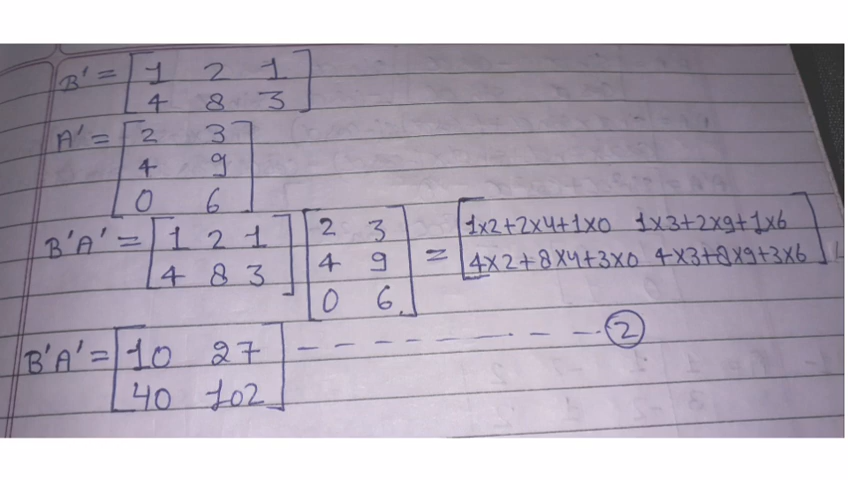 B' = [1 2 1
4 8 3]
A' = [2 3
4 9
0 6]
B'A' = [1 2 1 [2 3 = [1x2+2x4+1x0 1x3+2x9+1x6
4 8 3] 4 9 4x2+8x4+3x0 4x3+8x9+3x6]
0 6.]
B'A' = [10 27 - - - - - - - - - ②
40 102]